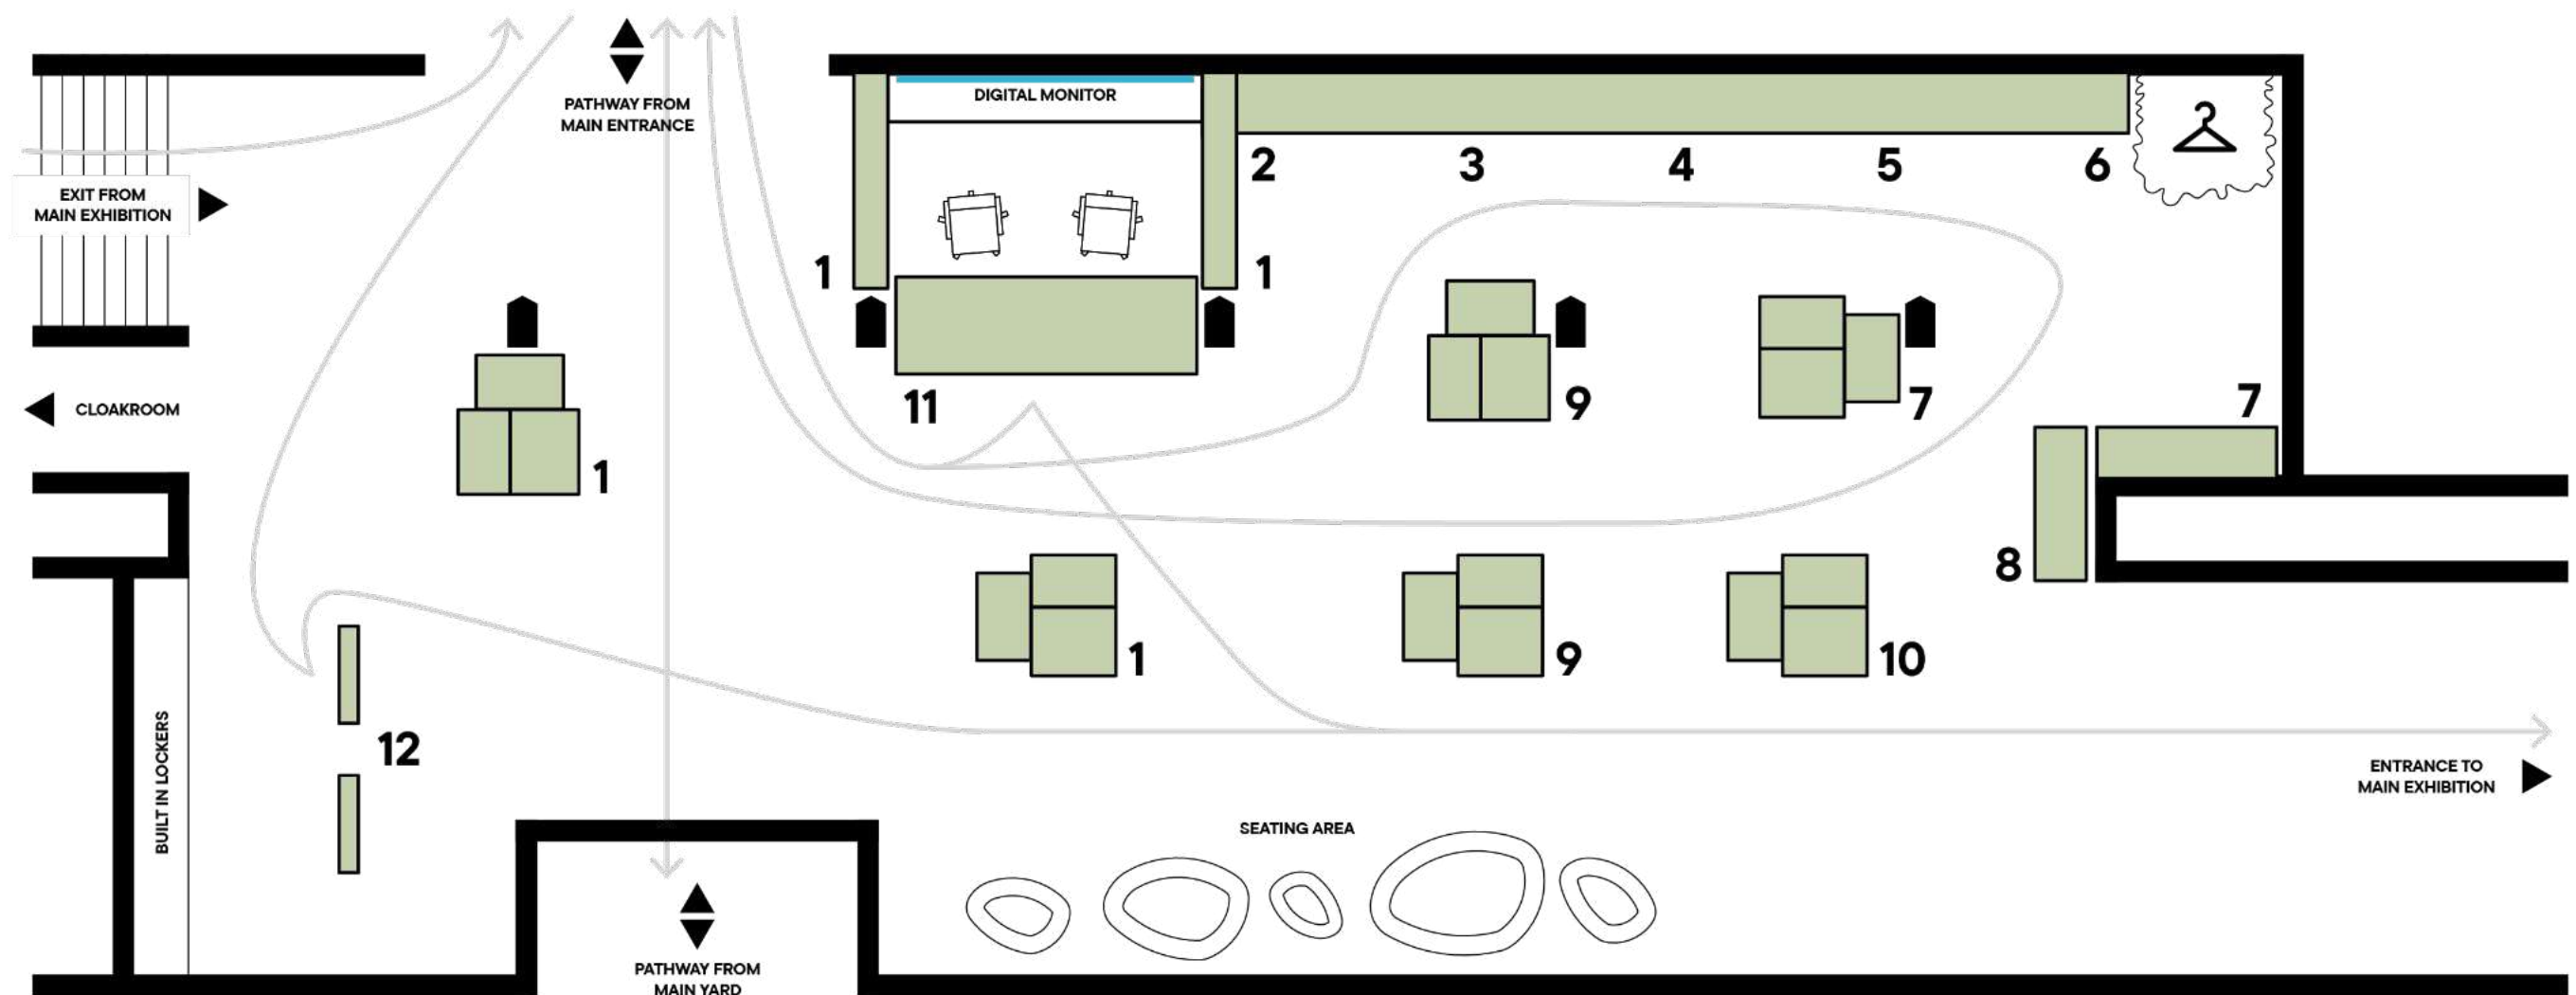 PATHWAY FROM
MAIN ENTRANCE
DIGITAL MONITOR
2
3
4
5
6
EXIT FROM
MAIN EXHIBITION
1
1
CLOAKROOM
11
9
7
7
1
8
1
9
10
12
BUILT IN LOCKERS
ENTRANCE TO
MAIN EXHIBITION
SEATING AREA
PATHWAY FROM
MAIN YARD